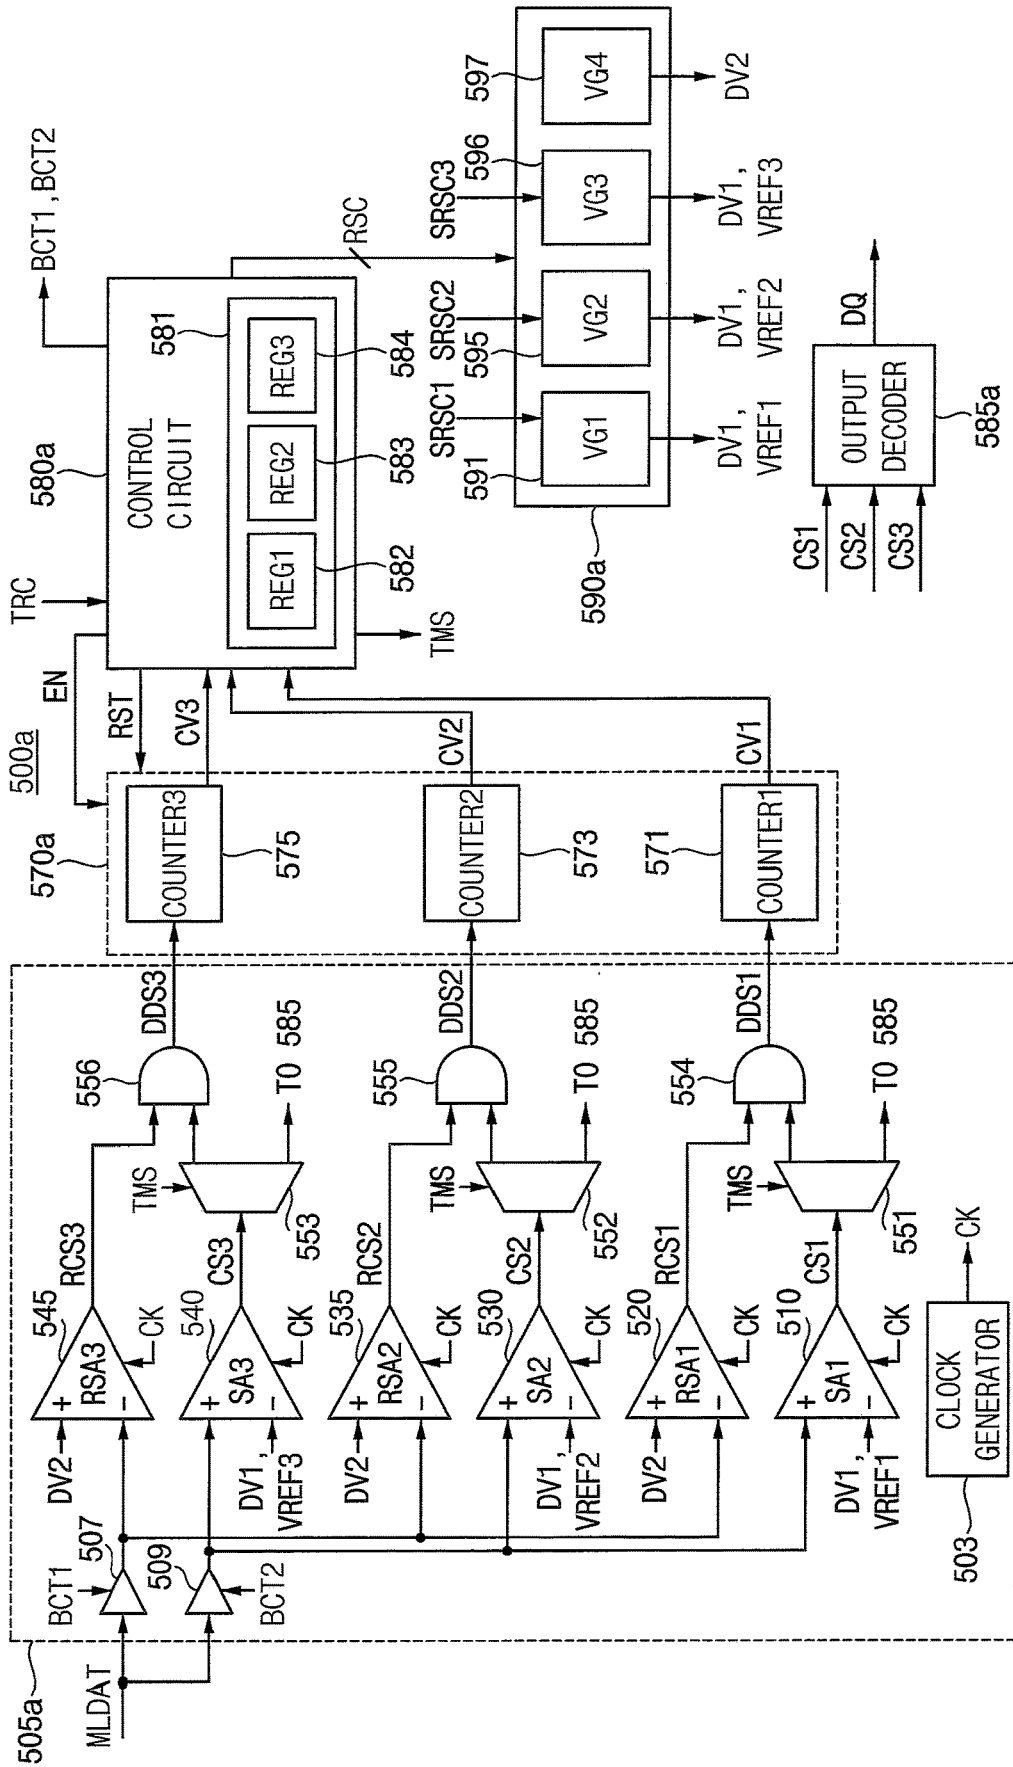 500a
505a
MLDAT
BCT1
507
509
BCT2
DV2
+
-
RSA3
545
CK
RCS3
DV1,
VREF3
+
-
SA3
540
CK
CS3
TMS
553
556
TO 585
DDS3
DV2
+
-
RSA2
535
CK
RCS2
DV1,
VREF2
+
-
SA2
530
CK
CS2
TMS
552
555
TO 585
DDS2
DV2
+
-
RSA1
520
CK
RCS1
DV1,
VREF1
+
-
SA1
510
CK
CS1
TMS
551
554
TO 585
DDS1
503
CLOCK
GENERATOR
CK
570a
COUNTER3
575
COUNTER2
573
COUNTER1
571
EN
RST
CV3
CV2
CV1
TRC
580a
CONTROL
CIRCUIT
BCT1,BCT2
581
REG1
REG2
REG3
582
583
584
TMS
RSC
590a
SRSC1
SRSC2
SRSC3
591
595
596
597
VG1
VG2
VG3
VG4
DV1,
VREF1
DV1,
VREF2
DV1,
VREF3
DV2
CS1
CS2
CS3
OUTPUT
DECODER
585a
DQ